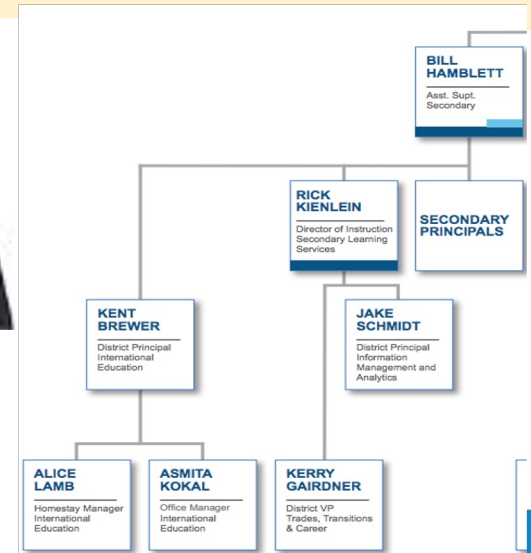 BILL
HAMBLETT
Asst. Supt.
Secondary
RICK
KIENLEIN
Director of Instruction
Secondary Learning
Services
SECONDARY
PRINCIPALS
KENT
BREWER
District Principal
International
Education
JAKE
SCHMIDT
District Principal
Information
Management and
Analytics
ALICE
LAMB
Homestay Manager
International
Education
ASMITA
KOKAL
Office Manager
International
Education
KERRY
GAIRDNER
District VP
Trades, Transitions
& Career